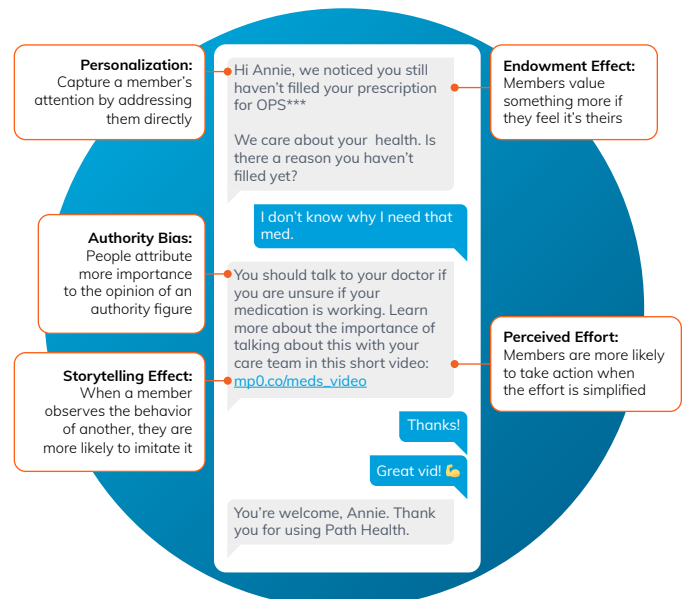 Personalization:
Capture a member's
attention by addressing
them directly
Hi Annie, we noticed you still
haven't filled your prescription
for OPS***
We care about your health. Is
there a reason you haven't
filled yet?
Endowment Effect:
Members value
something more if
they feel it's theirs
I don't know why I need that
med.
Authority Bias:
People attribute
more importance
to the opinion of an
authority figure
You should talk to your doctor if
you are unsure if your
medication is working. Learn
more about the importance of
talking about this with your
care team in this short video:
mp0.co/meds_video
Perceived Effort:
Members are more likely
to take action when
the effort is simplified
Storytelling Effect:
When a member
observes the behavior
of another, they are
more likely to imitate it
Thanks!
Great vid! 💪
You're welcome, Annie. Thank
you for using Path Health.